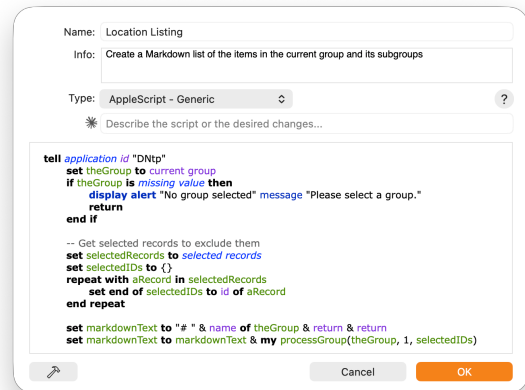 Name: Location Listing
Info: Create a Markdown list of the items in the current group and its subgroups
Type: AppleScript - Generic ?
Describe the script or the desired changes...
tell application id "DNtp"
set theGroup to current group
if theGroup is missing value then
display alert "No group selected" message "Please select a group."
return
end if
-- Get selected records to exclude them
set selectedRecords to selected records
set selectedIDs to {}
repeat with aRecord in selectedRecords
set end of selectedIDs to id of aRecord
end repeat
set markdownText to "# " & name of theGroup & return & return
set markdownText to markdownText & my processGroup(theGroup, 1, selectedIDs)
Cancel OK